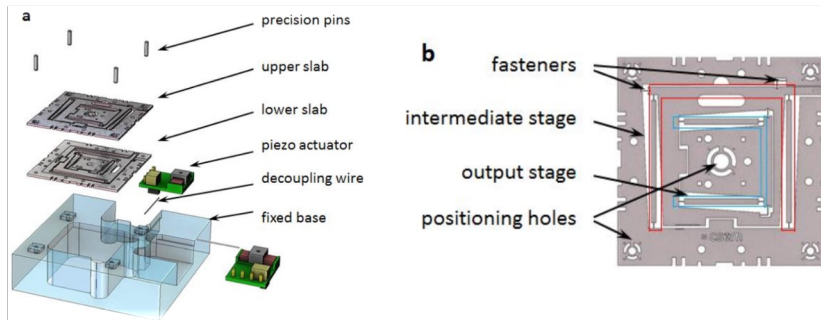 a
precision pins
upper slab
lower slab
piezo actuator
decoupling wire
fixed base
b
fasteners
intermediate stage
output stage
positioning holes